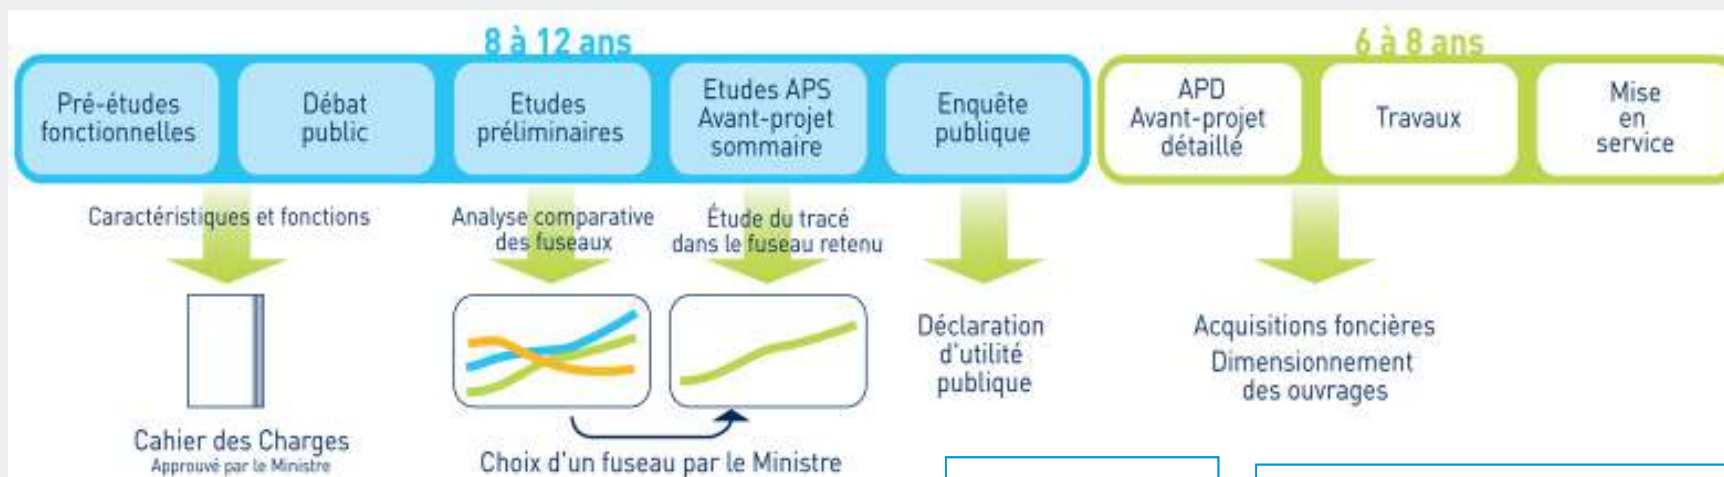 8 à 12 ans
6 à 8 ans
Pré-études
fonctionnelles
Débat
public
Etudes
préliminaires
Etudes APS
Avant-projet
sommaire
Enquête
publique
APD
Avant-projet
détaillé
Travaux
Mise
en
service
Caractéristiques et fonctions
Analyse comparative
des fuseaux
Étude du tracé
dans le fuseau retenu
Cahier des Charges
Approuvé par le Ministre
Choix d'un fuseau par le Ministre
Déclaration
d'utilité
publique
Acquisitions foncières
Dimensionnement
des ouvrages